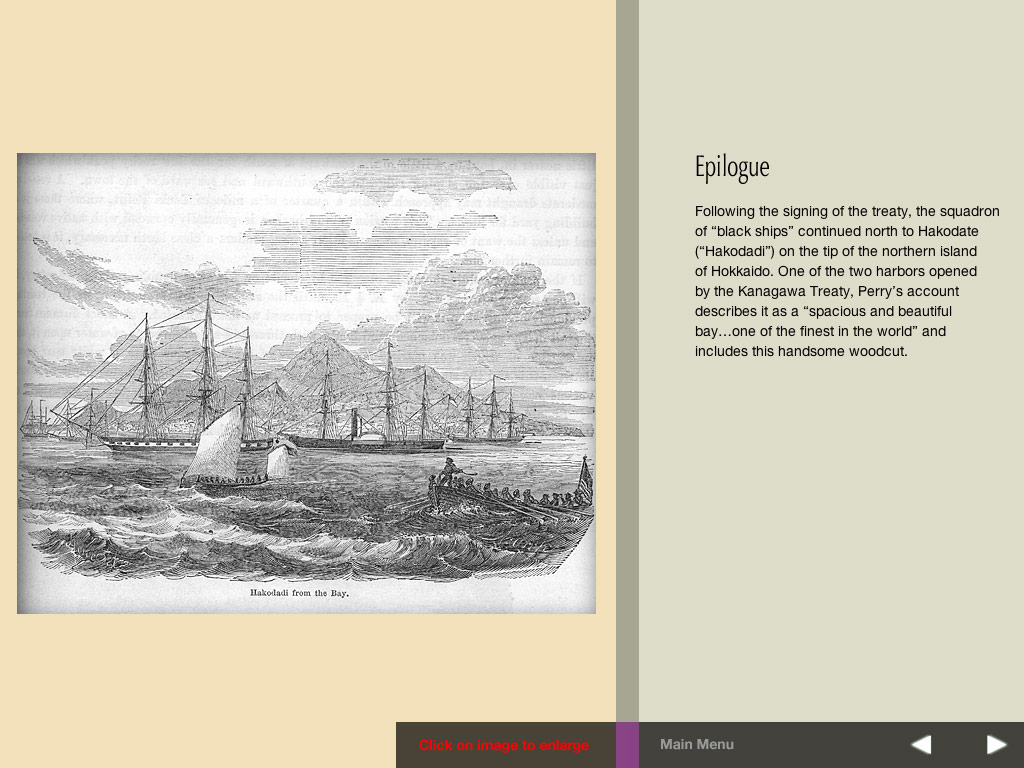 Epilogue
Following the signing of the treaty, the squadron
of “black ships” continued north to Hakodate
(“Hakodadi”) on the tip of the northern island
of Hokkaido. One of the two harbors opened
by the Kanagawa Treaty, Perry’s account
describes it as a “spacious and beautiful
bay…one of the finest in the world” and
includes this handsome woodcut.
Hakodadi from the Bay.
Click on image to enlarge
Main Menu